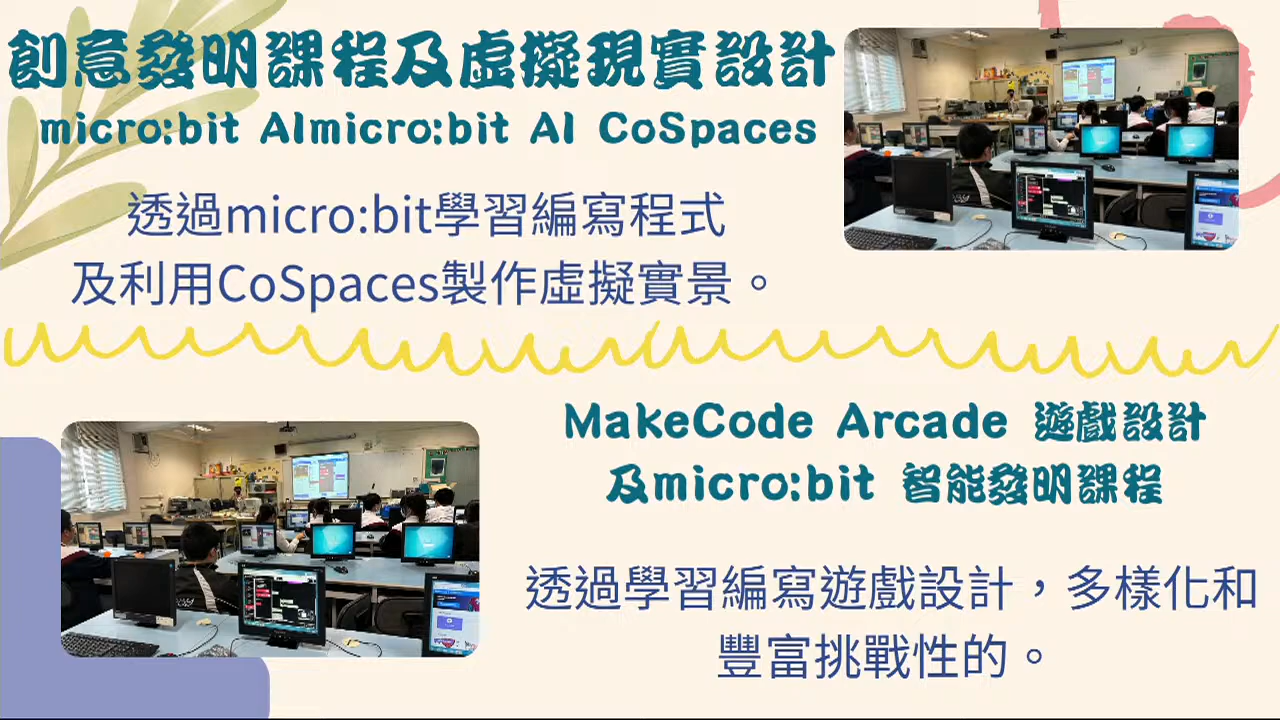 創意發明課程及虛擬現實設計
micro:bit AImicro:bit AI CoSpaces
透過micro:bit學習編寫程式
及利用CoSpaces製作虛擬實景。
MakeCode Arcade 遊戲設計
及micro:bit 智能發明課程
透過學習編寫遊戲設計，多樣化和
豐富挑戰性的。